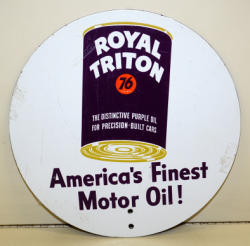 ROYAL
TRITON
76
THE DISTINCTIVE PURPLE OIL
FOR PRECISION-BUILT CARS
America's Finest
Motor Oil!